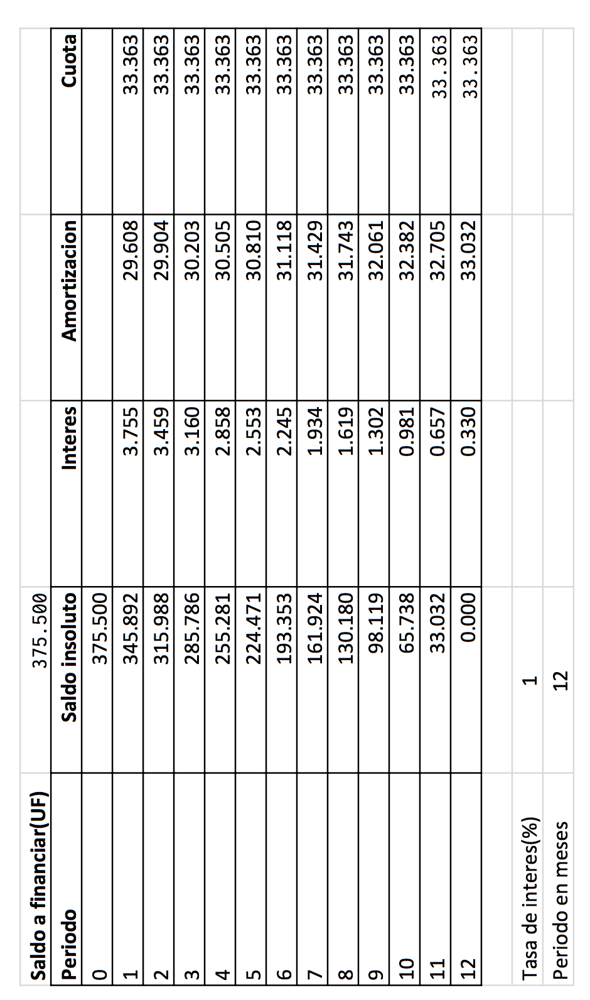 Saldo a financiar(UF) 375.500
Periodo Saldo insoluto Interes Amortizacion Cuota
0 375.500
1 345.892 3.755 29.608 33.363
2 315.988 3.459 29.904 33.363
3 285.786 3.160 30.203 33.363
4 255.281 2.858 30.505 33.363
5 224.471 2.553 30.810 33.363
6 193.353 2.245 31.118 33.363
7 161.924 1.934 31.429 33.363
8 130.180 1.619 31.743 33.363
9 98.119 1.302 32.061 33.363
10 65.738 0.981 32.382 33.363
11 33.032 0.657 32.705 33.363
12 0.000 0.330 33.032 33.363
Tasa de interes(%) 1
Periodo en meses 12